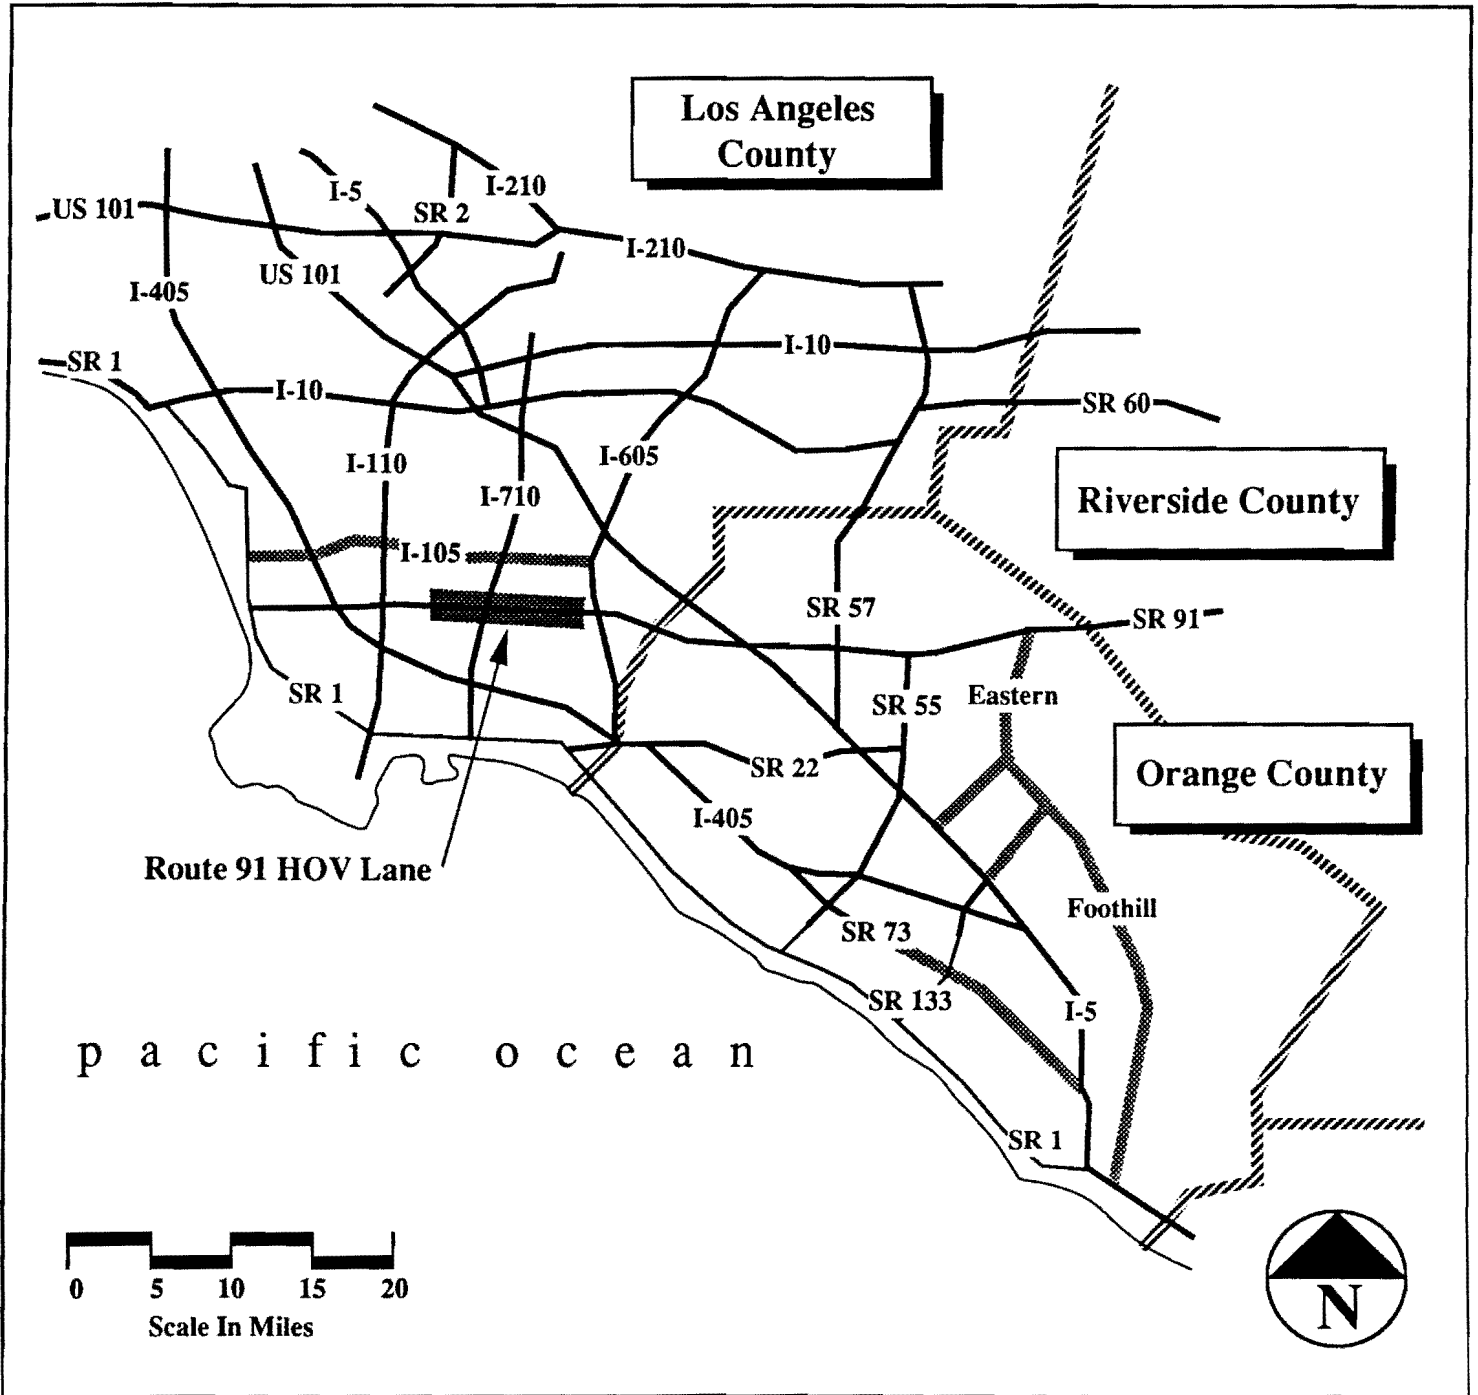 Los Angeles
County
I-5
I-210
US 101
SR 2
I-210
US 101
I-405
I-10
SR 1
I-10
SR 60
I-110
I-605
I-710
Riverside County
I-105
SR 57
SR 91
SR 1
Eastern
SR 55
SR 22
Orange County
I-405
Route 91 HOV Lane
Foothill
SR 73
SR 133
I-5
pacific ocean
SR 1
0 5 10 15 20
Scale In Miles
N